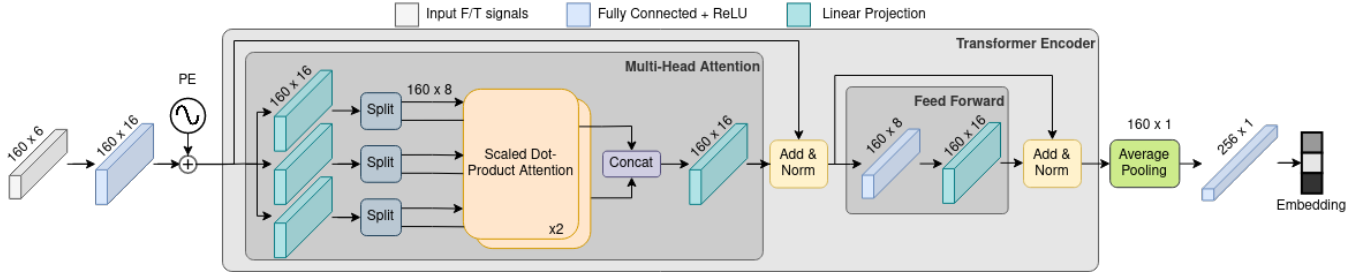 Input F/T signals
Fully Connected + ReLU
Linear Projection
Transformer Encoder
Multi-Head Attention
160 x 6
160 x 16
PE
160 x 16
Split
Split
Split
160 x 8
Scaled Dot-
Product Attention
x2
Concat
160 x 16
Add &
Norm
Feed Forward
160 x 8
160 x 16
Add &
Norm
160 x 1
Average
Pooling
256 x 1
Embedding